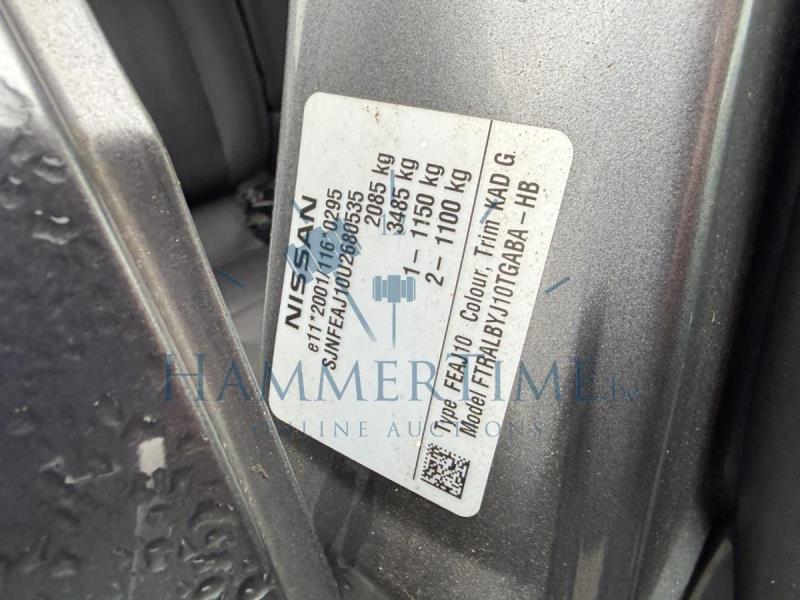 NISSAN
e11*2001/116*0295
SJNFEAJ10U2680535
2085 kg
3485 kg
1- 1150 kg
2- 1100 kg
Type FEAJ10 Colour, Trim KAD G
Model FTRALBYJ10TGABA-HB
HAMMERTIME.be
ONLINE AUCTIONS